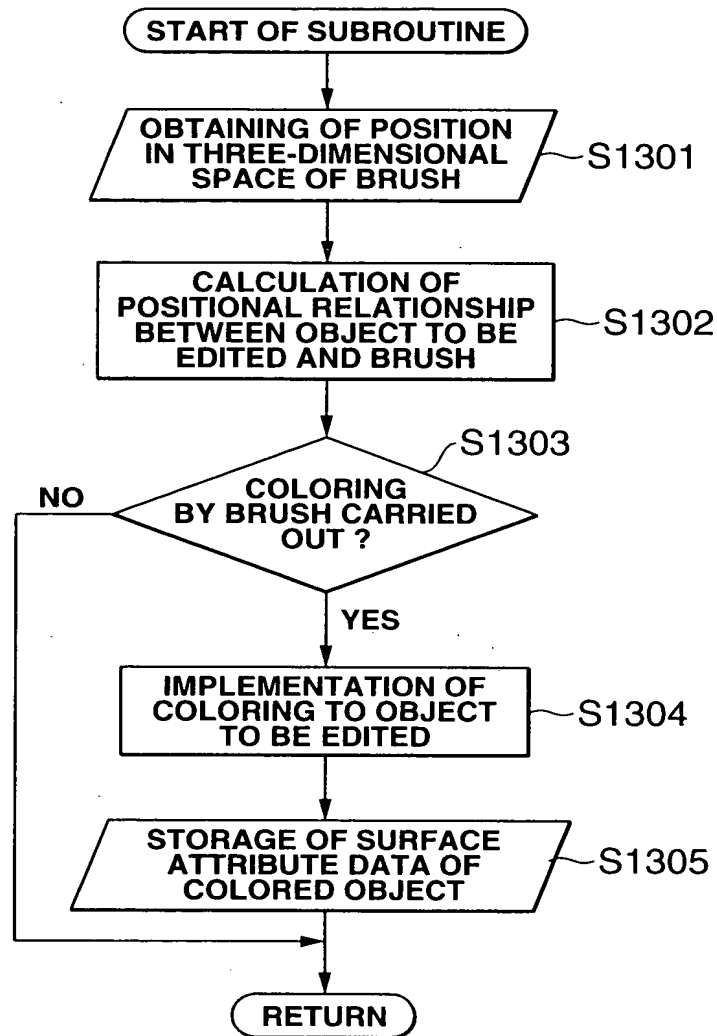 START OF SUBROUTINE
OBTAINING OF POSITION
IN THREE-DIMENSIONAL
SPACE OF BRUSH
S1301
CALCULATION OF
POSITIONAL RELATIONSHIP
BETWEEN OBJECT TO BE
EDITED AND BRUSH
S1302
S1303
NO
COLORING
BY BRUSH CARRIED
OUT ?
YES
IMPLEMENTATION OF
COLORING TO OBJECT
TO BE EDITED
S1304
STORAGE OF SURFACE
ATTRIBUTE DATA OF
COLORED OBJECT
S1305
RETURN